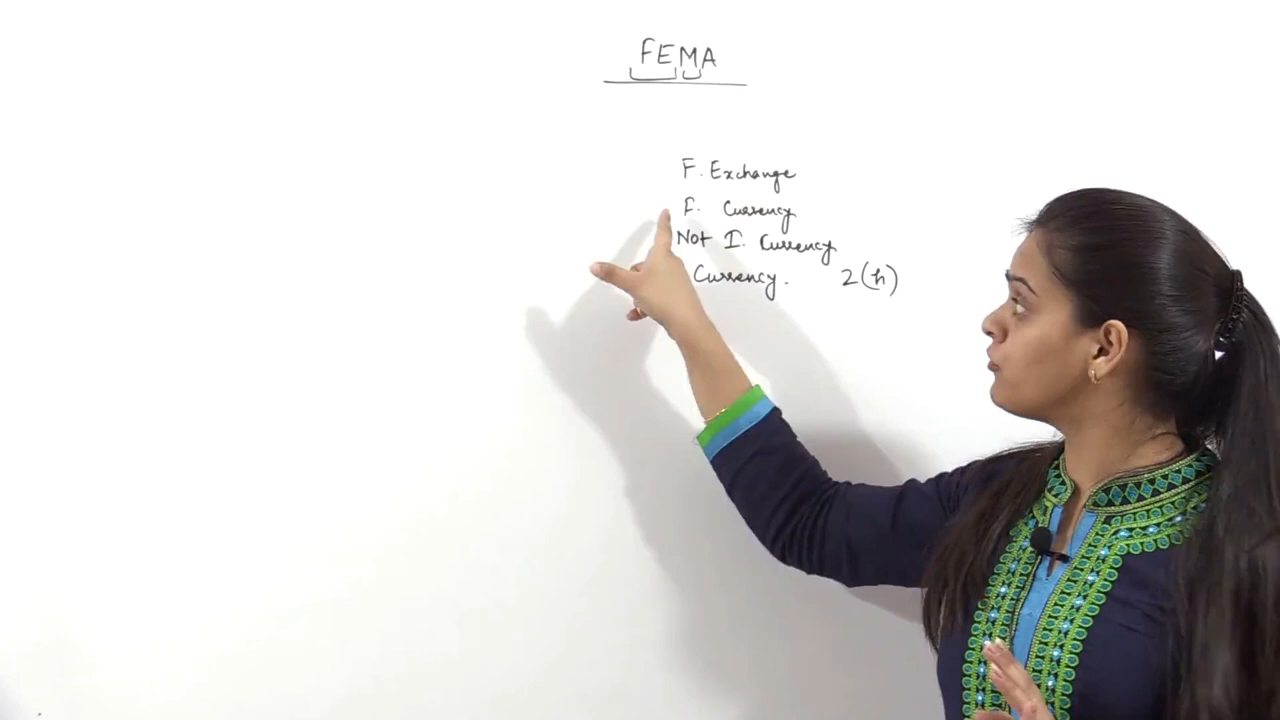 FEMA
F. Exchange
F. Currency
Not I. Currency
Currency. 2(h)